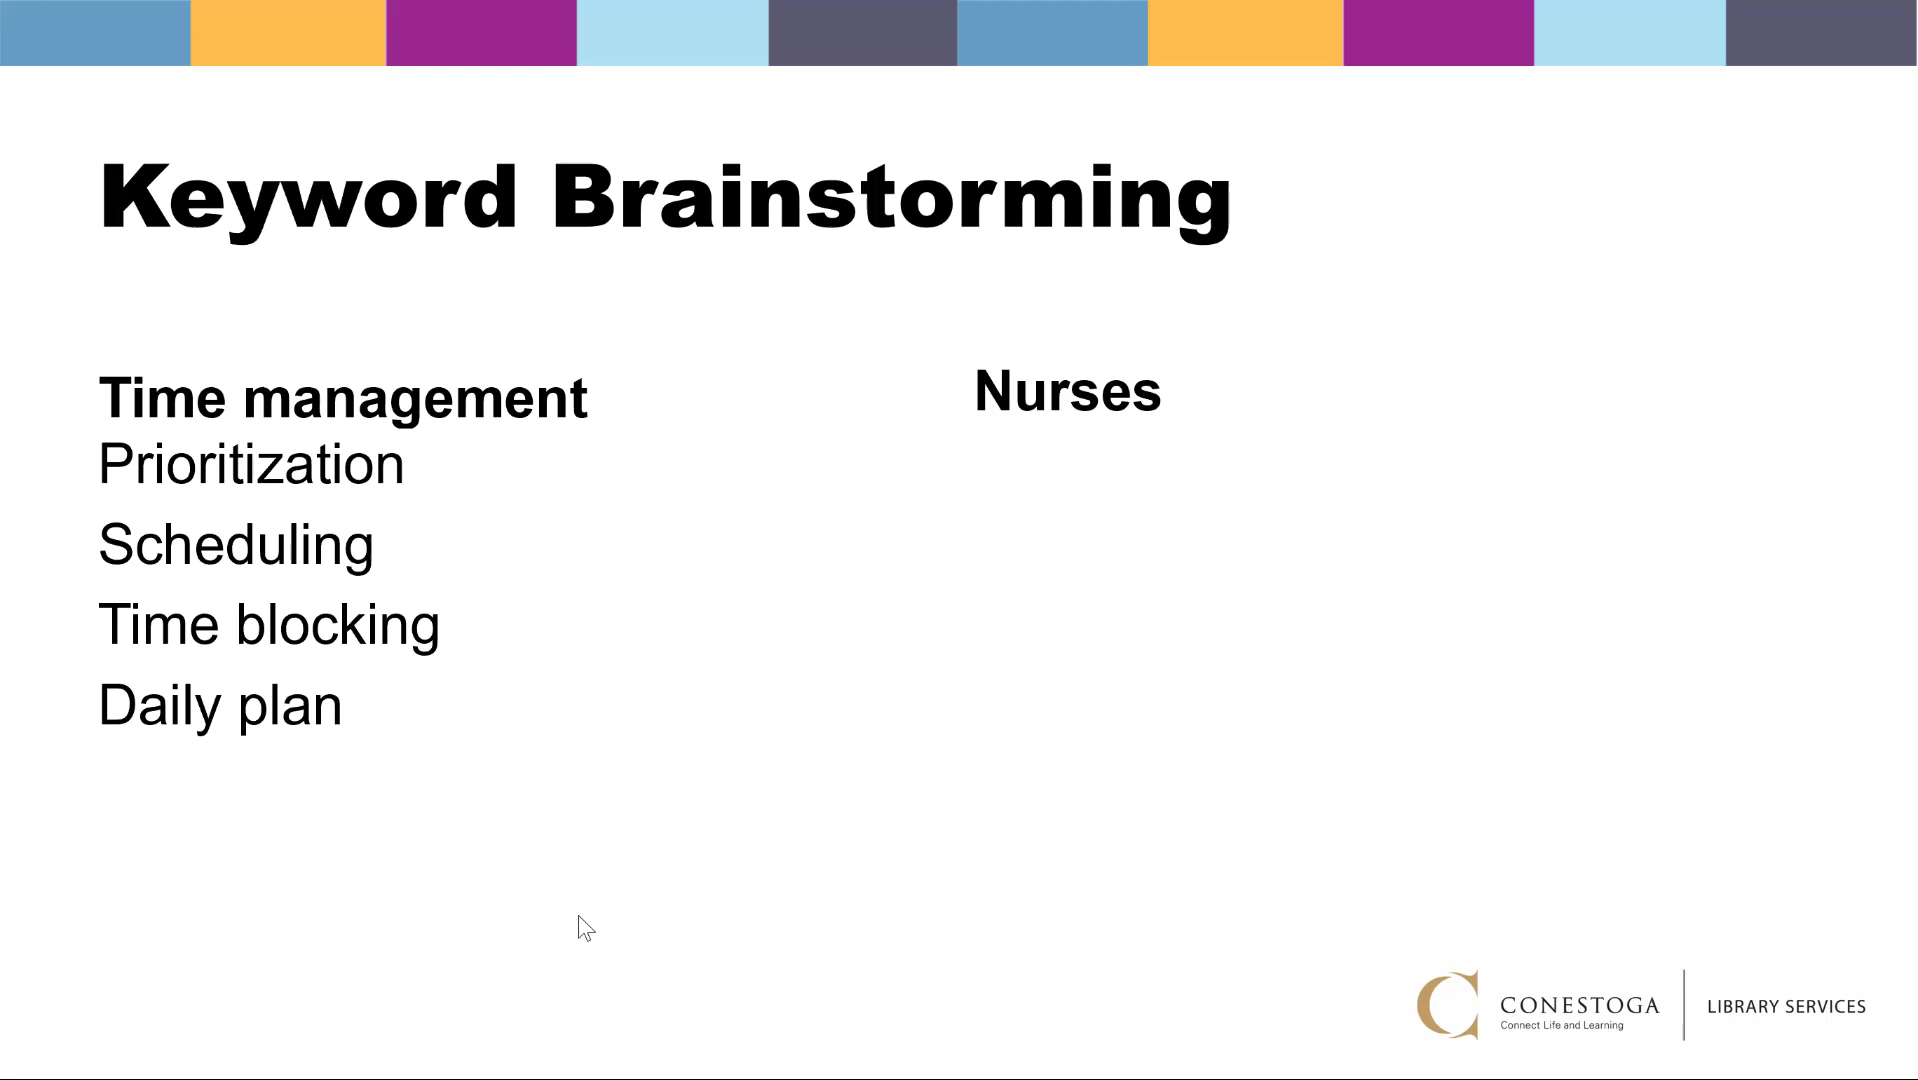 Keyword Brainstorming
Time management
Prioritization
Scheduling
Time blocking
Daily plan
Nurses
CONESTOGA
Connect Life and Learning
LIBRARY SERVICES